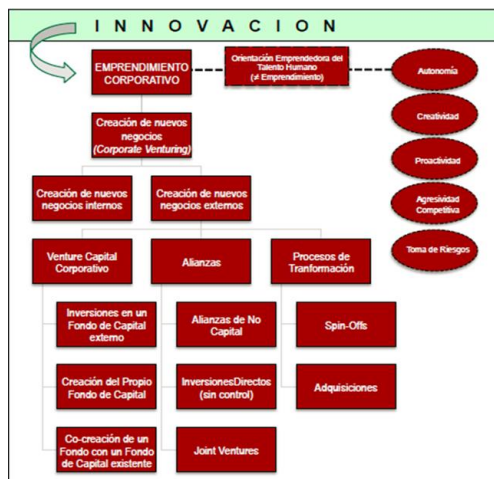 I N N O V A C I O N
EMPRENDIMIENTO
CORPORATIVO
Orientación Emprendedora del
Talento Humano
(≠ Emprendimiento)
Autonomía
Creación de nuevos
negocios
(Corporate Venturing)
Creatividad
Proactividad
Creación de nuevos
negocios internos
Creación de nuevos
negocios externos
Agresividad
Competitiva
Toma de Riesgos
Venture Capital
Corporativo
Alianzas
Procesos de
Tranformación
Inversiones en un
Fondo de Capital
externo
Alianzas de No
Capital
Spin-Offs
Creación del Propio
Fondo de Capital
InversionesDirectos
(sin control)
Adquisiciones
Co-creación de un
Fondo con un Fondo
de Capital existente
Joint Ventures